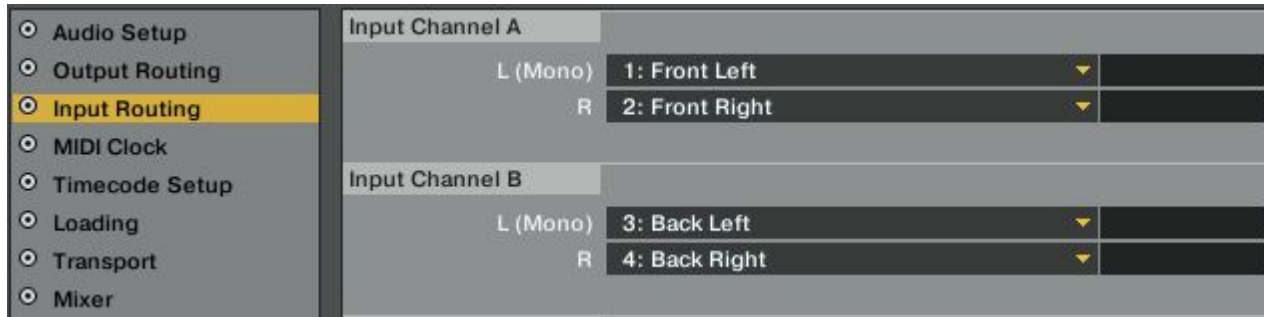 Audio Setup
Output Routing
Input Routing
MIDI Clock
Timecode Setup
Loading
Transport
Mixer
Input Channel A
L (Mono) 1: Front Left
R 2: Front Right
Input Channel B
L (Mono) 3: Back Left
R 4: Back Right